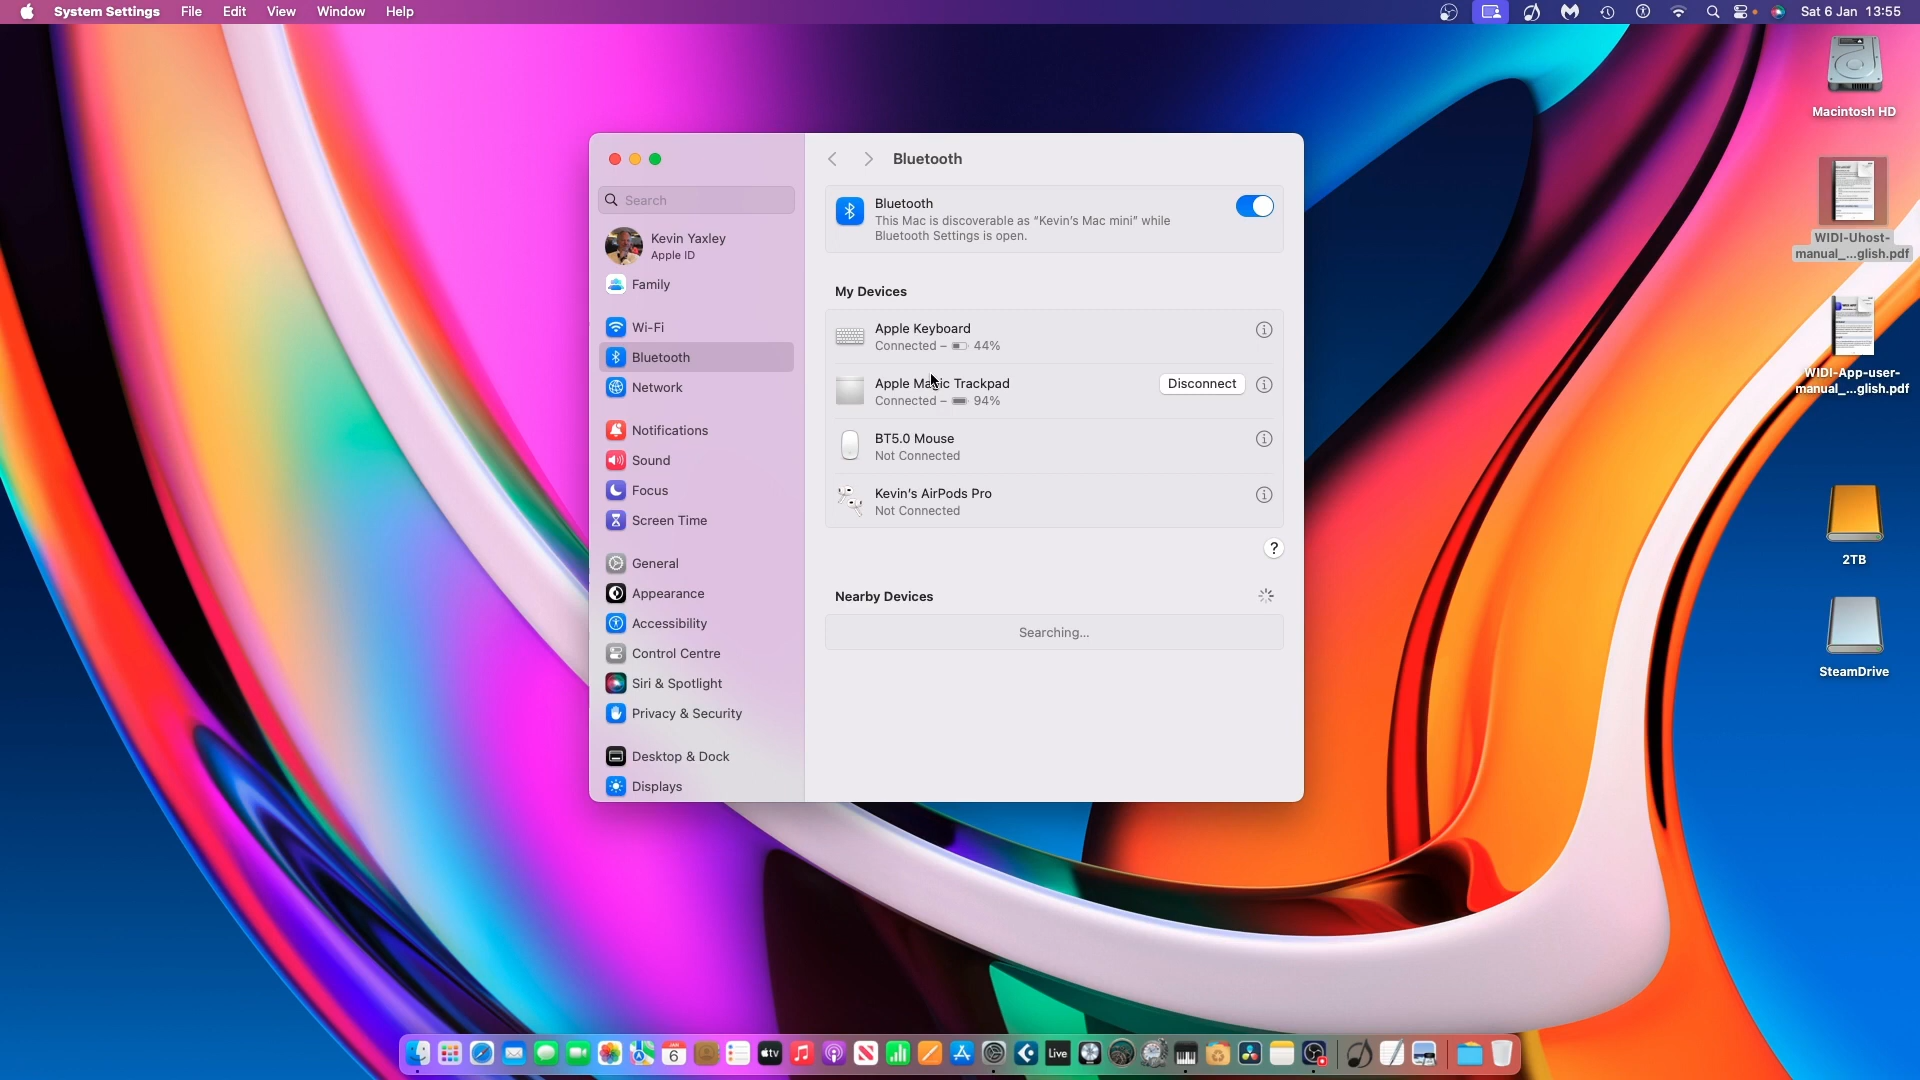 System Settings File Edit View Window Help
Sat 6 Jan 13:55
Search
Kevin Yaxley
Apple ID
Family
Wi-Fi
Bluetooth
Network
Notifications
Sound
Focus
Screen Time
General
Appearance
Accessibility
Control Centre
Siri & Spotlight
Privacy & Security
Desktop & Dock
Displays
Bluetooth
Bluetooth
This Mac is discoverable as “Kevin’s Mac mini” while
Bluetooth Settings is open.
My Devices
Apple Keyboard
Connected – 44%
Apple Magic Trackpad
Connected – 94%
Disconnect
BT5.0 Mouse
Not Connected
Kevin’s AirPods Pro
Not Connected
?
Nearby Devices
Searching...
Macintosh HD
WIDI-Uhost-
manual_...glish.pdf
WIDI-App-user-
manual_...glish.pdf
2TB
SteamDrive
JAN
6
tv
Live